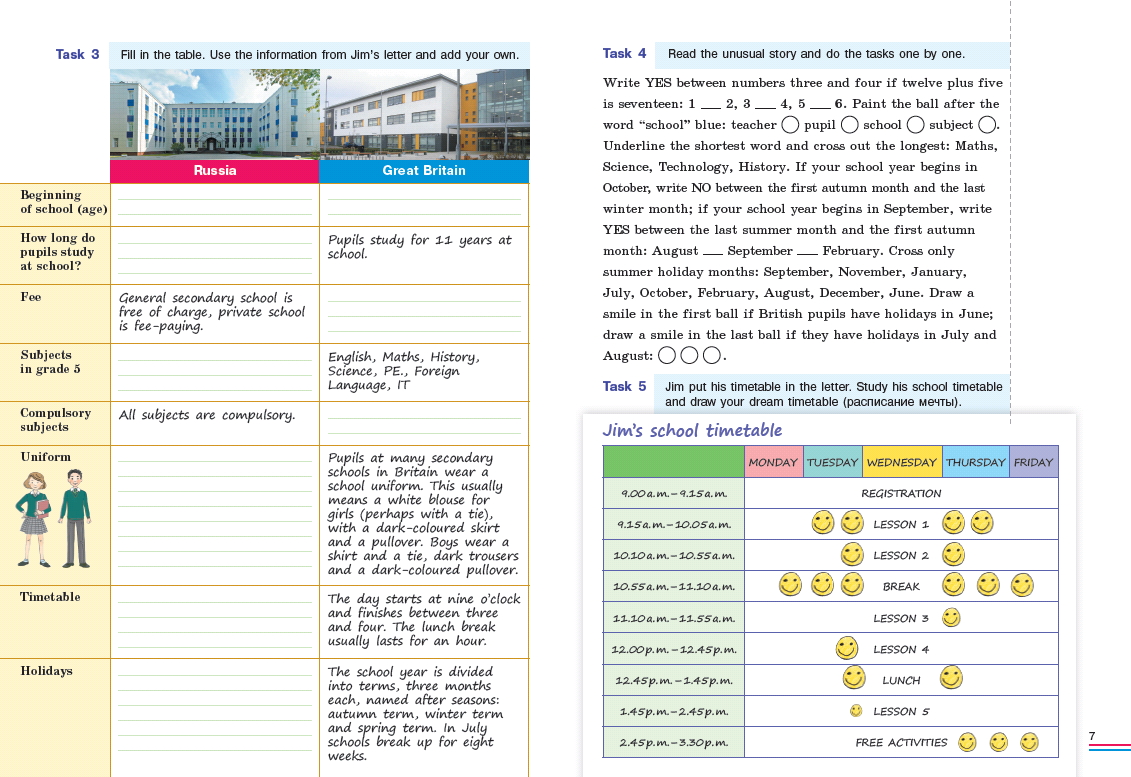 Task 3
Fill in the table. Use the information from Jim's letter and add your own.
Russia
Great Britain
Beginning
of school (age)
How long do
pupils study
at school?
Pupils study for 11 years at
school.
Fee
General secondary school is
free of charge, private school
is fee-paying.
Subjects
in grade 5
English, Maths, History,
Science, PE., Foreign
Language, IT
Compulsory
subjects
All subjects are compulsory.
Uniform
Pupils at many secondary
schools in Britain wear a
school uniform. This usually
means a white blouse for
girls (perhaps with a tie),
with a dark-coloured skirt
and a pullover. Boys wear a
shirt and a tie, dark trousers
and a dark-coloured pullover.
Timetable
The day starts at nine o'clock
and finishes between three
and four. The lunch break
usually lasts for an hour.
Holidays
The school year is divided
into terms, three months
each, named after seasons:
autumn term, winter term
and spring term. In July
schools break up for eight
weeks.
Task 4
Read the unusual story and do the tasks one by one.
Write YES between numbers three and four if twelve plus five
is seventeen: 1 ___ 2, 3 ___ 4, 5 ___ 6. Paint the ball after the
word “school” blue: teacher ◯ pupil ◯ school ◯ subject ◯.
Underline the shortest word and cross out the longest: Maths,
Science, Technology, History. If your school year begins in
October, write NO between the first autumn month and the last
winter month; if your school year begins in September, write
YES between the last summer month and the first autumn
month: August ___ September ___ February. Cross only
summer holiday months: September, November, January,
July, October, February, August, December, June. Draw a
smile in the first ball if British pupils have holidays in June;
draw a smile in the last ball if they have holidays in July and
August: ◯ ◯ ◯.
Task 5
Jim put his timetable in the letter. Study his school timetable
and draw your dream timetable (расписание мечты).
Jim's school timetable
MONDAY TUESDAY WEDNESDAY THURSDAY FRIDAY
9.00 a.m. – 9.15 a.m. REGISTRATION
9.15 a.m. – 10.05 a.m. LESSON 1
10.10 a.m. – 10.55 a.m. LESSON 2
10.55 a.m. – 11.10 a.m. BREAK
11.10 a.m. – 11.55 a.m. LESSON 3
12.00 p.m. – 12.45 p.m. LESSON 4
12.45 p.m. – 1.45 p.m. LUNCH
1.45 p.m. – 2.45 p.m. LESSON 5
2.45 p.m. – 3.30 p.m. FREE ACTIVITIES
7